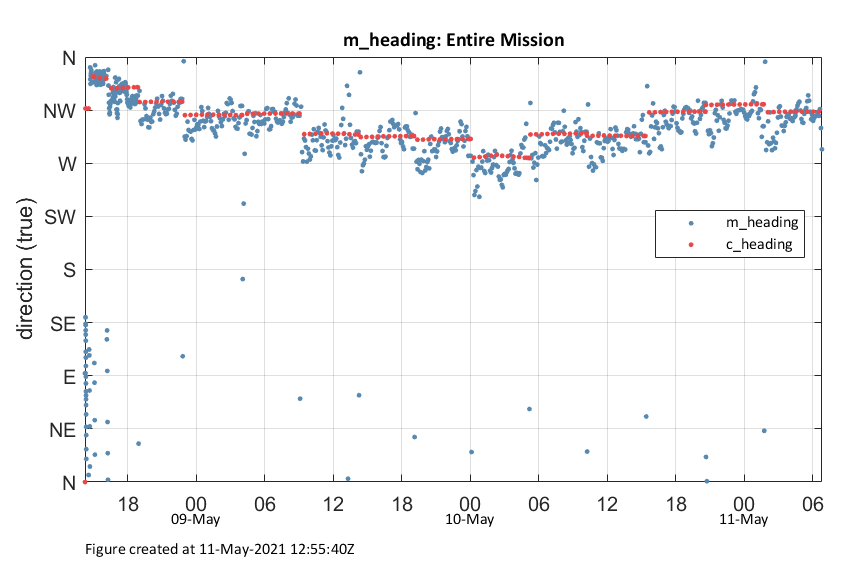 m_heading: Entire Mission
N
NW
W
SW
S
SE
E
NE
N
direction (true)
m_heading
c_heading
18 00 06 12 18 00 06 12 18 00 06
09-May 10-May 11-May
Figure created at 11-May-2021 12:55:40Z